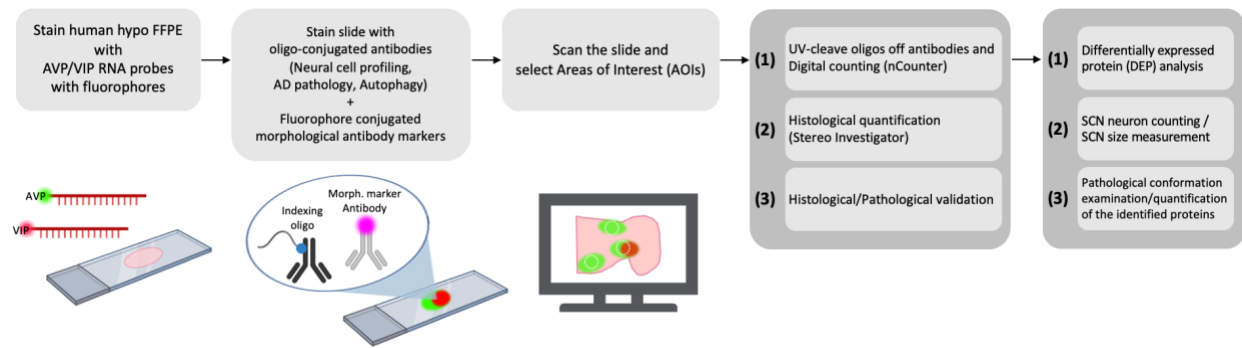 Stain human hypo FFPE
with
AVP/VIP RNA probes
with fluorophores
Stain slide with
oligo-conjugated antibodies
(Neural cell profiling,
AD pathology, Autophagy)
+
Fluorophore conjugated
morphological antibody markers
Scan the slide and
select Areas of Interest (AOIs)
(1)
UV-cleave oligos off antibodies and
Digital counting (nCounter)
(2)
Histological quantification
(Stereo Investigator)
(3)
Histological/Pathological validation
(1)
Differentially expressed
protein (DEP) analysis
(2)
SCN neuron counting /
SCN size measurement
(3)
Pathological conformation
examination/quantification
of the identified proteins
AVP
VIP
Indexing
oligo
Morph. marker
Antibody